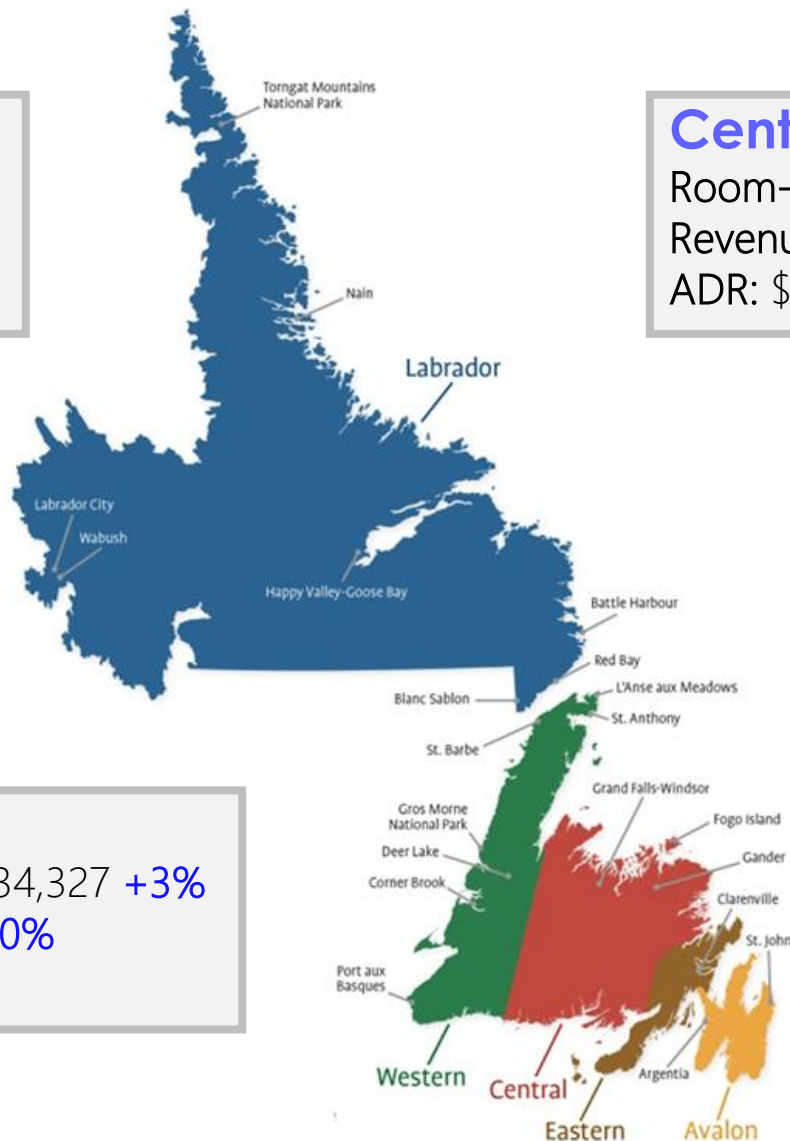 Torngat Mountains
National Park
Cent
Room-
Revenu
ADR: $
Nain
Labrador
Labrador City
Wabush
Happy Valley-Goose Bay
Battle Harbour
Red Bay
Blanc Sablon
L'Anse aux Meadows
St. Anthony
St. Barbe
Grand Falls-Windsor
Gros Morne
National Park
Fogo Island
Deer Lake
Gander
Corner Brook
34,327 +3%
0%
Clarenville
St. John
Port aux
Basques
Western
Central
Argentia
Eastern
Avalon